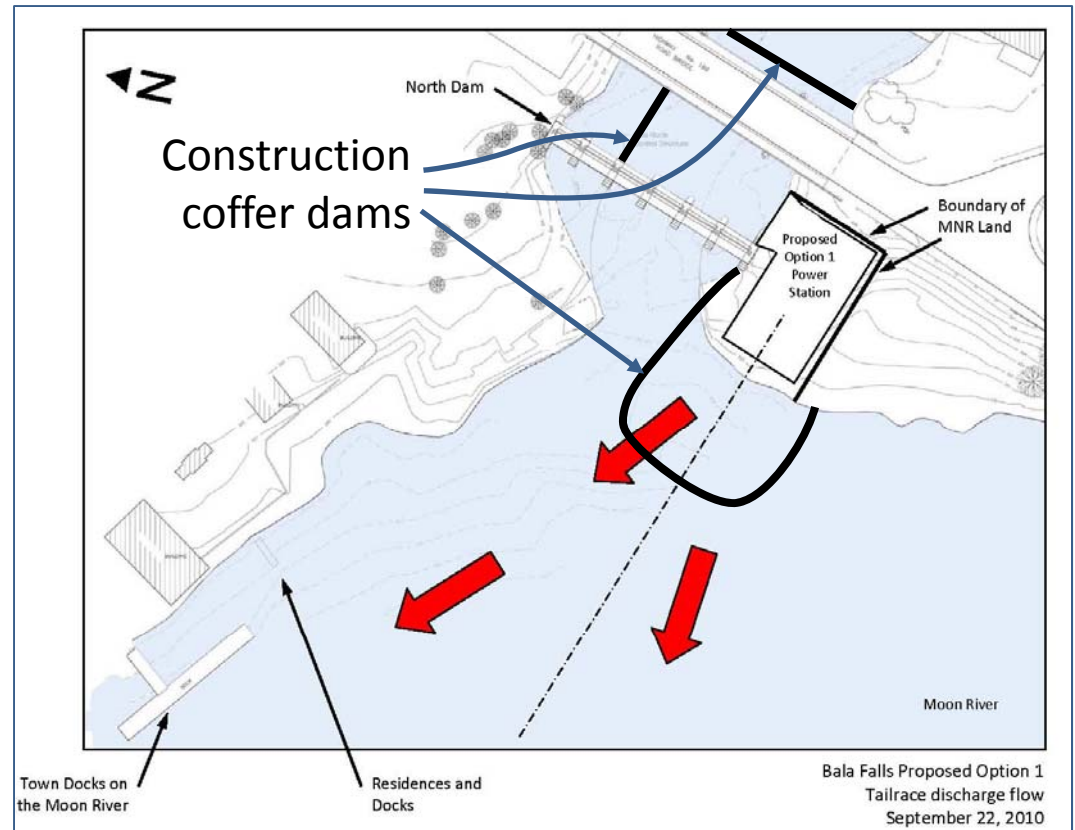 N
North Dam
Construction
coffer dams
Boundary of
MNR Land
Proposed
Option 1
Power
Station
Moon River
Town Docks on
the Moon River
Residences and
Docks
Bala Falls Proposed Option 1
Tailrace discharge flow
September 22, 2010